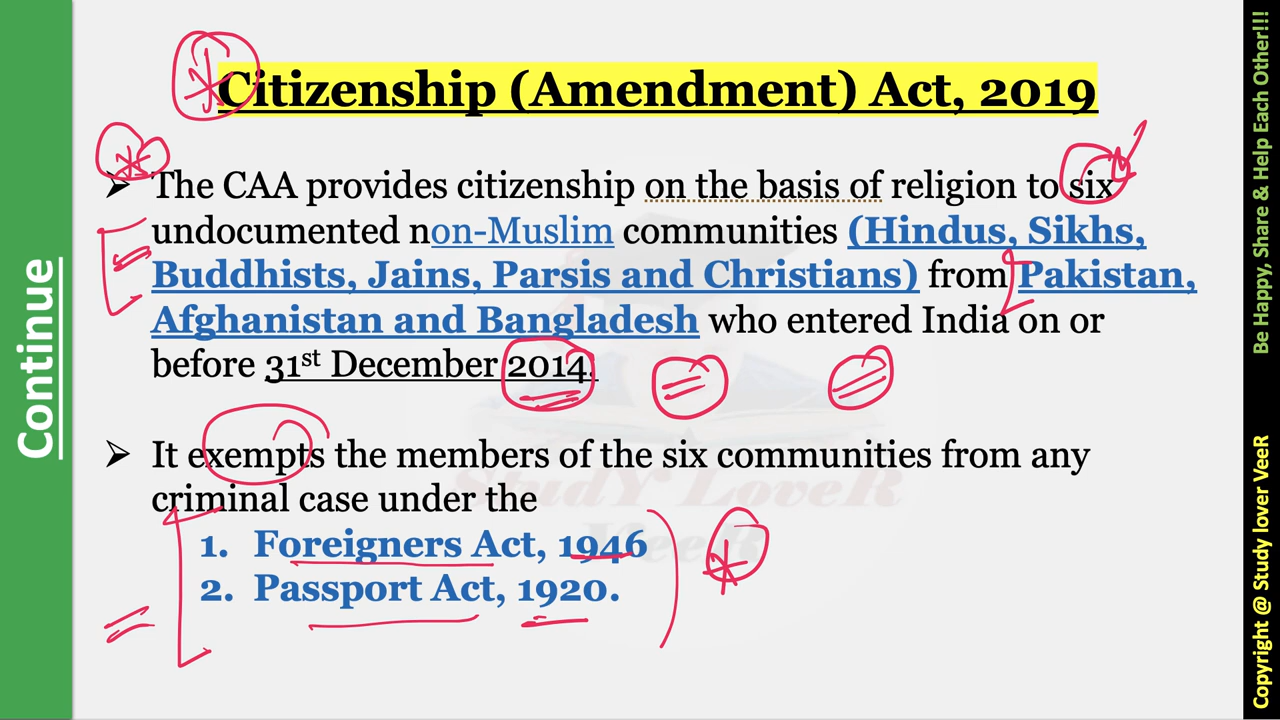 Citizenship (Amendment) Act, 2019
➢ The CAA provides citizenship on the basis of religion to six
undocumented non-Muslim communities (Hindus, Sikhs,
Buddhists, Jains, Parsis and Christians) from Pakistan,
Afghanistan and Bangladesh who entered India on or
before 31st December 2014.
➢ It exempts the members of the six communities from any
criminal case under the
1. Foreigners Act, 1946
2. Passport Act, 1920.
Continue
StudY LoveR
VeeR
Copyright @ Study lover VeeR
Be Happy, Share & Help Each Other!!!